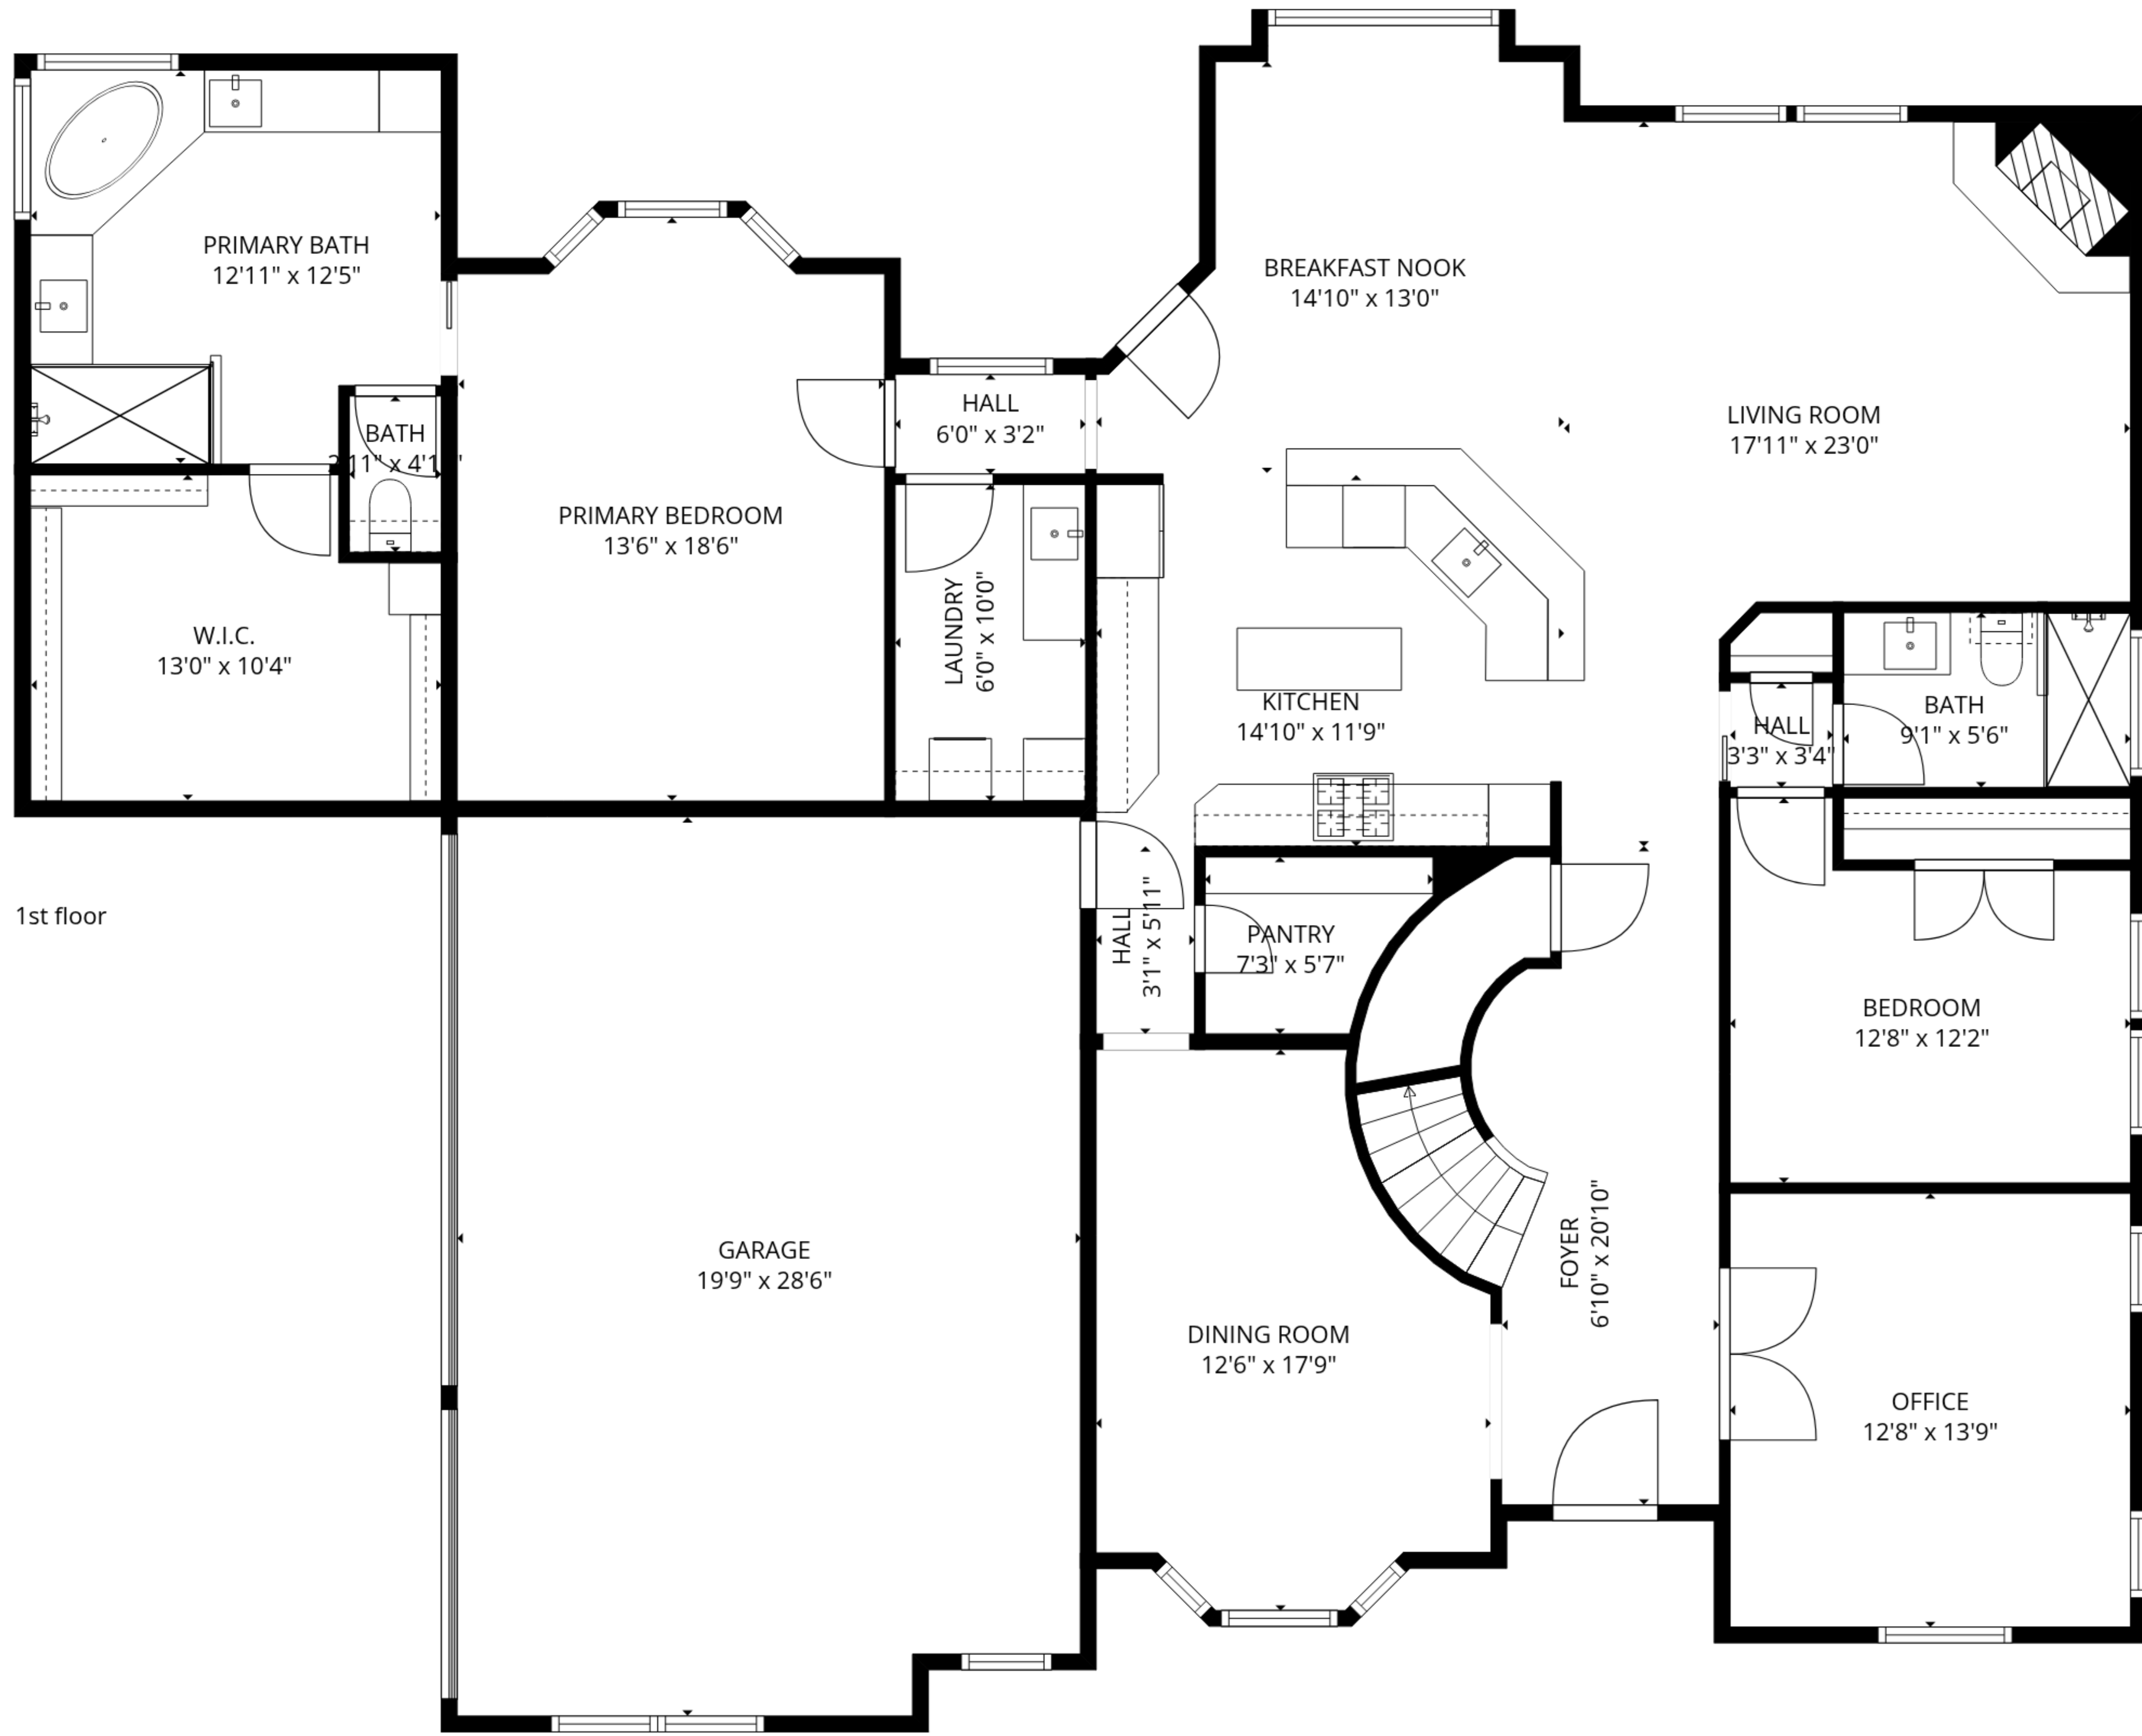 PRIMARY BATH
12'11" x 12'5"
BREAKFAST NOOK
14'10" x 13'0"
HALL
6'0" x 3'2"
LIVING ROOM
17'11" x 23'0"
BATH
x 4'1
PRIMARY BEDROOM
13'6" x 18'6"
W.I.C.
13'0" x 10'4"
LAUNDRY
6'0" x 10'0"
KITCHEN
14'10" x 11'9"
HALL
3'3" x 3'4"
BATH
9'1" x 5'6"
1st floor
HALL
3'1" x 5'11"
PANTRY
7'3" x 5'7"
BEDROOM
12'8" x 12'2"
GARAGE
19'9" x 28'6"
FOYER
6'10" x 20'10"
DINING ROOM
12'6" x 17'9"
OFFICE
12'8" x 13'9"